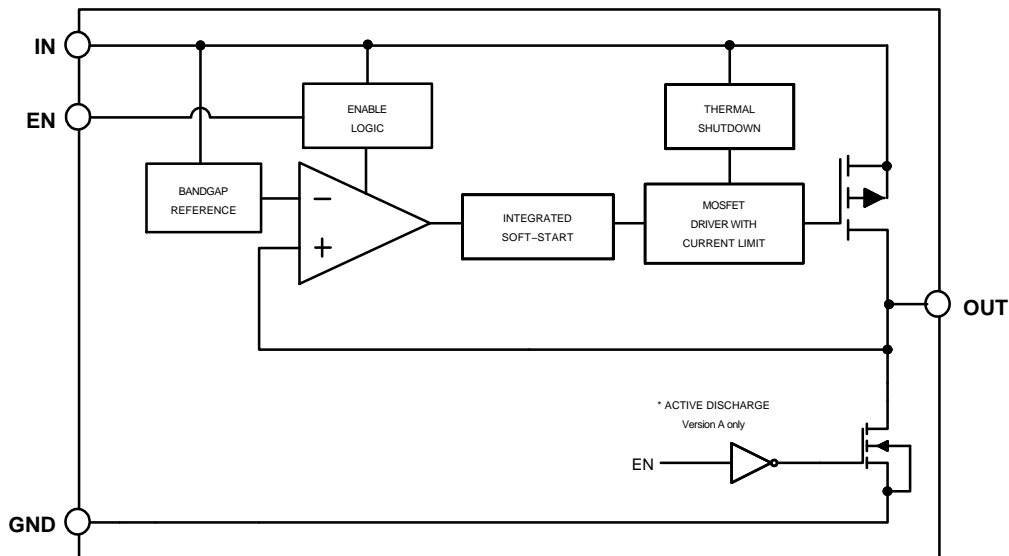 IN
EN
ENABLE
LOGIC
THERMAL
SHUTDOWN
BANDGAP
REFERENCE
−
+
INTEGRATED
SOFT−START
MOSFET
DRIVER WITH
CURRENT LIMIT
OUT
* ACTIVE DISCHARGE
Version A only
EN
GND